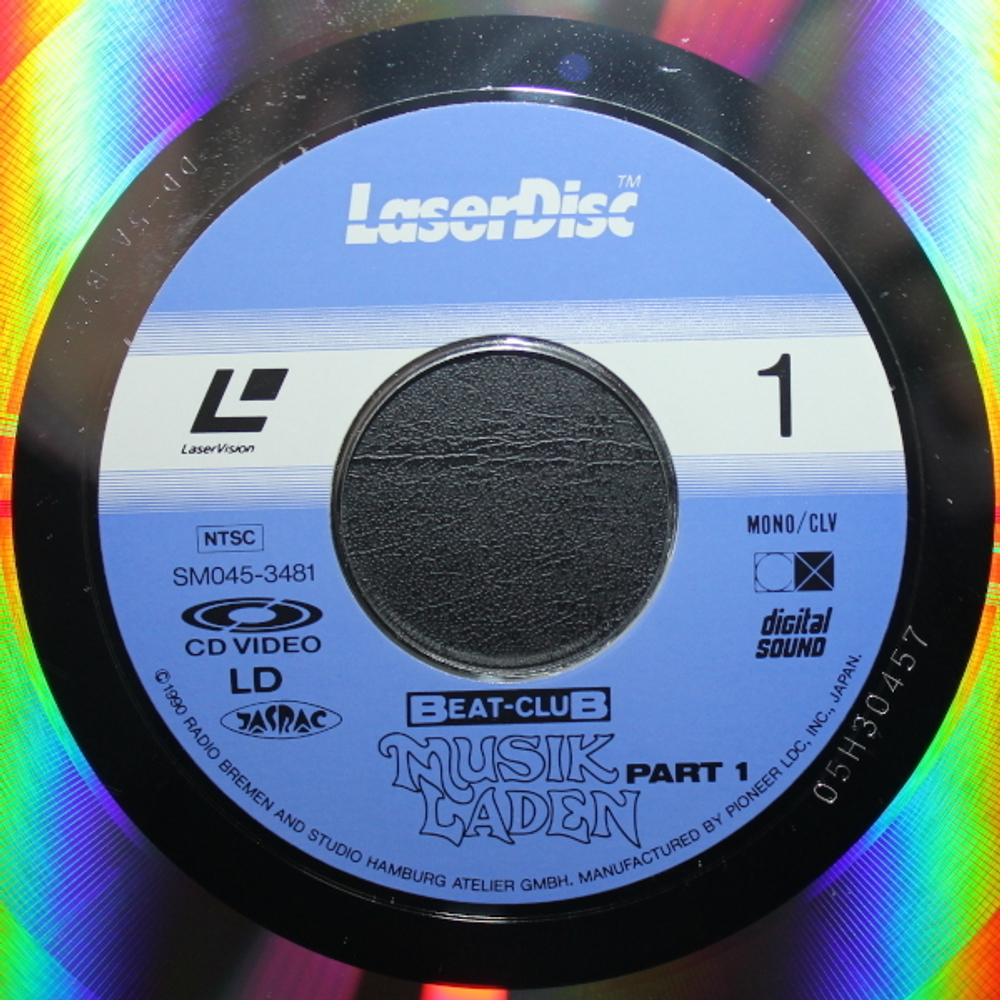 LaserDisc™
LaserVision
1
NTSC
SM045-3481
CD VIDEO
LD
JASRAC
MONO/CLV
digital
SOUND
BEAT-CLUB
MUSIK
LADEN
PART 1
©1990 RADIO BREMEN AND STUDIO HAMBURG ATELIER GMBH. MANUFACTURED BY PIONEER LDC, INC., JAPAN.
05H30457